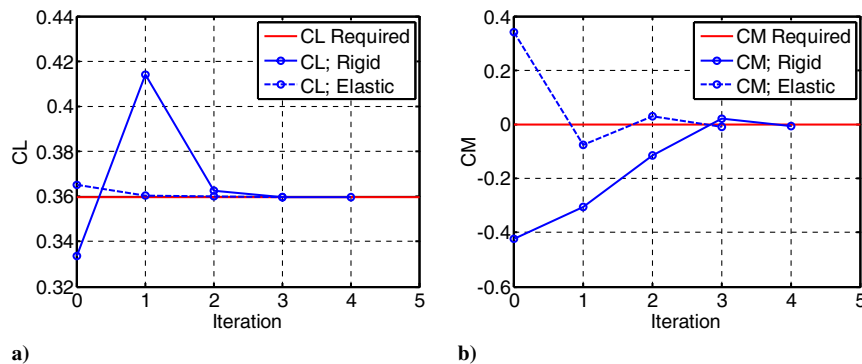 0.44
0.42
0.4
0.38
0.36
0.34
0.32
CL
0 1 2 3 4 5
Iteration
CL Required
CL; Rigid
CL; Elastic
a)
0.4
0.2
0
-0.2
-0.4
-0.6
CM
0 1 2 3 4 5
Iteration
CM Required
CM; Rigid
CM; Elastic
b)